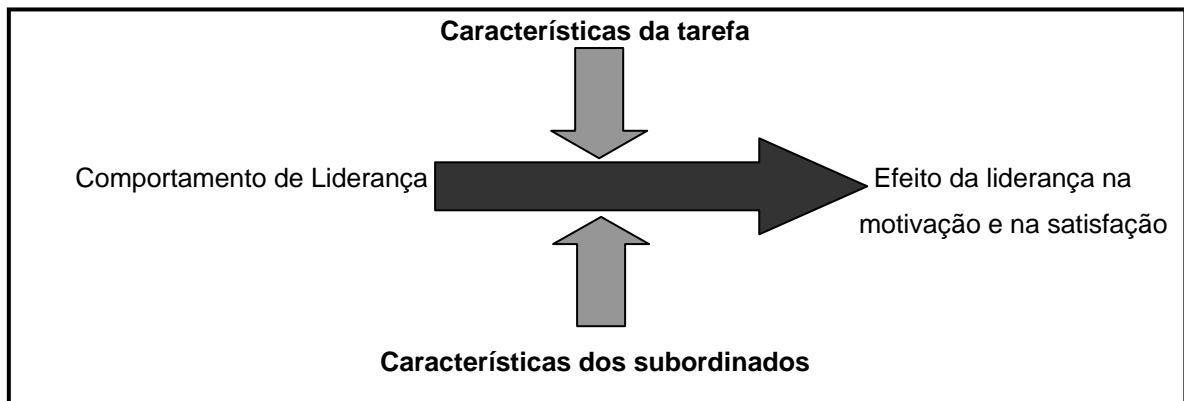 Características da tarefa
Comportamento de Liderança
Efeito da liderança na
motivação e na satisfação
Características dos subordinados